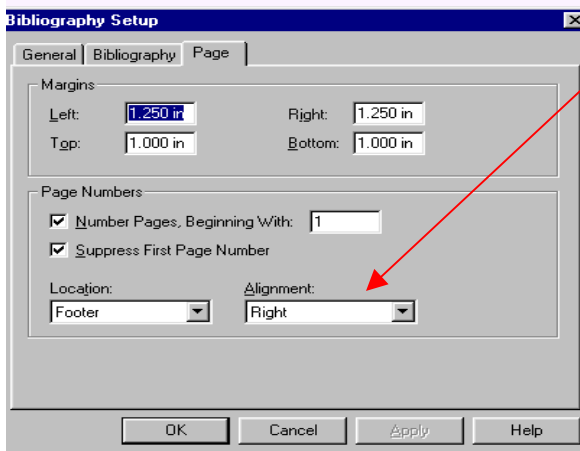 Bibliography Setup
General Bibliography Page
Margins
Left: 1.250 in Right: 1.250 in
Top: 1.000 in Bottom: 1.000 in
Page Numbers
Number Pages, Beginning With: 1
Suppress First Page Number
Location: Alignment:
Footer Right
OK Cancel Apply Help